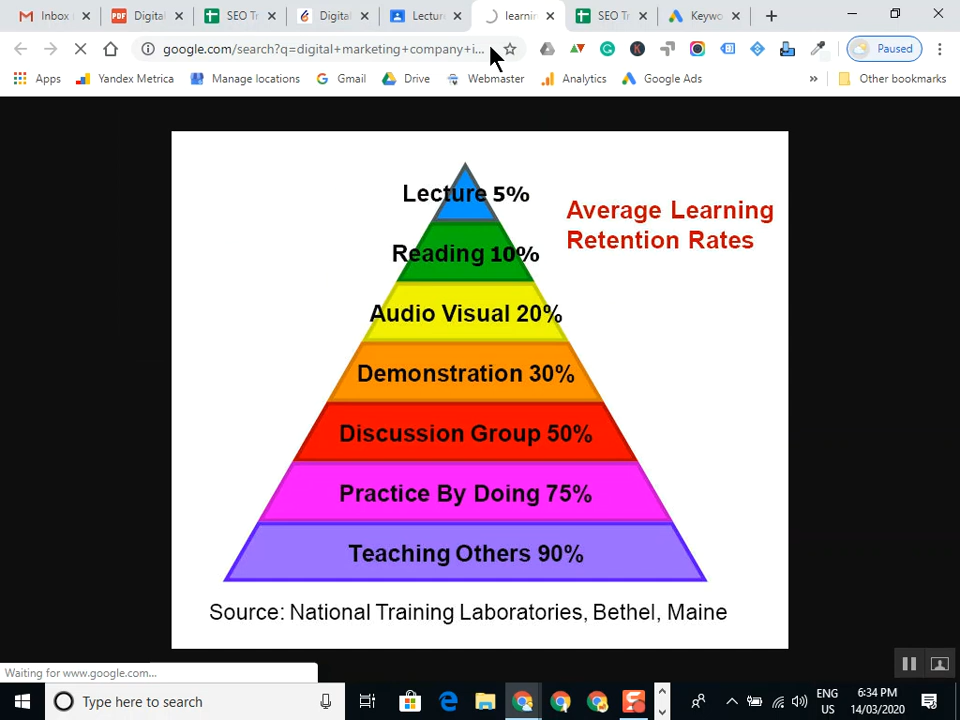 Inbox
Digital
SEO Tr
Digital
Lectur
learnin
SEO Tr
Keywo
google.com/search?q=digital+marketing+company+i...
Paused
Apps
Yandex Metrica
Manage locations
Gmail
Drive
Webmaster
Analytics
Google Ads
»
Other bookmarks
Lecture 5%
Average Learning
Retention Rates
Reading 10%
Audio Visual 20%
Demonstration 30%
Discussion Group 50%
Practice By Doing 75%
Teaching Others 90%
Source: National Training Laboratories, Bethel, Maine
Waiting for www.google.com...
Type here to search
ENG
US
6:34 PM
14/03/2020